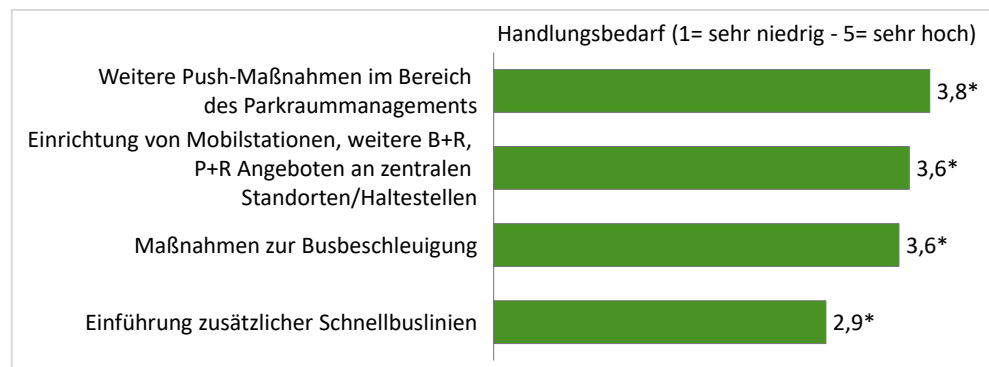 Handlungsbedarf (1= sehr niedrig - 5= sehr hoch)
Weitere Push-Maßnahmen im Bereich
des Parkraummanagements
3,8*
Einrichtung von Mobilstationen, weitere B+R,
P+R Angeboten an zentralen
Standorten/Haltestellen
3,6*
Maßnahmen zur Busbeschleuigung
3,6*
Einführung zusätzlicher Schnellbuslinien
2,9*